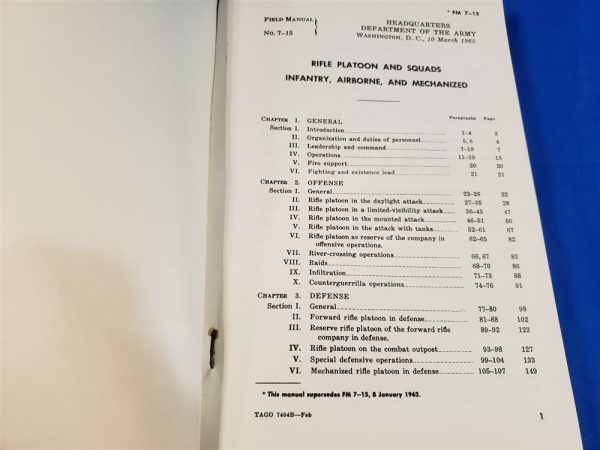 * FM 7-15
FIELD MANUAL
No. 7-15
HEADQUARTERS
DEPARTMENT OF THE ARMY
WASHINGTON, D. C., 10 March 1965
RIFLE PLATOON AND SQUADS
INFANTRY, AIRBORNE, AND MECHANIZED
Paragraphs Page
CHAPTER 1. GENERAL
Section I. Introduction 1-4 3
II. Organization and duties of personnel 5, 6 4
III. Leadership and command 7-10 7
IV. Operations 11-19 13
V. Fire support 20 20
VI. Fighting and existence load 21 21
CHAPTER 2. OFFENSE
Section I. General 22-26 22
II. Rifle platoon in the daylight attack 27-35 28
III. Rifle platoon in a limited-visibility attack 36-45 47
IV. Rifle platoon in the mounted attack 46-51 60
V. Rifle platoon in the attack with tanks 52-61 67
VI. Rifle platoon as reserve of the company in offensive operations. 62-65 82
VII. River-crossing operations 66, 67 83
VIII. Raids 68-70 86
IX. Infiltration 71-73 88
X. Counterguerrilla operations 74-76 91
CHAPTER 3. DEFENSE
Section I. General 77-80 98
II. Forward rifle platoon in defense 81-88 102
III. Reserve rifle platoon of the forward rifle company in defense. 89-92 123
IV. Rifle platoon on the combat outpost 93-98 127
V. Special defensive operations 99-104 133
VI. Mechanized rifle platoon in defense 105-107 149
* This manual supersedes FM 7-15, 8 January 1962.
TAGO 7404B—Feb
1